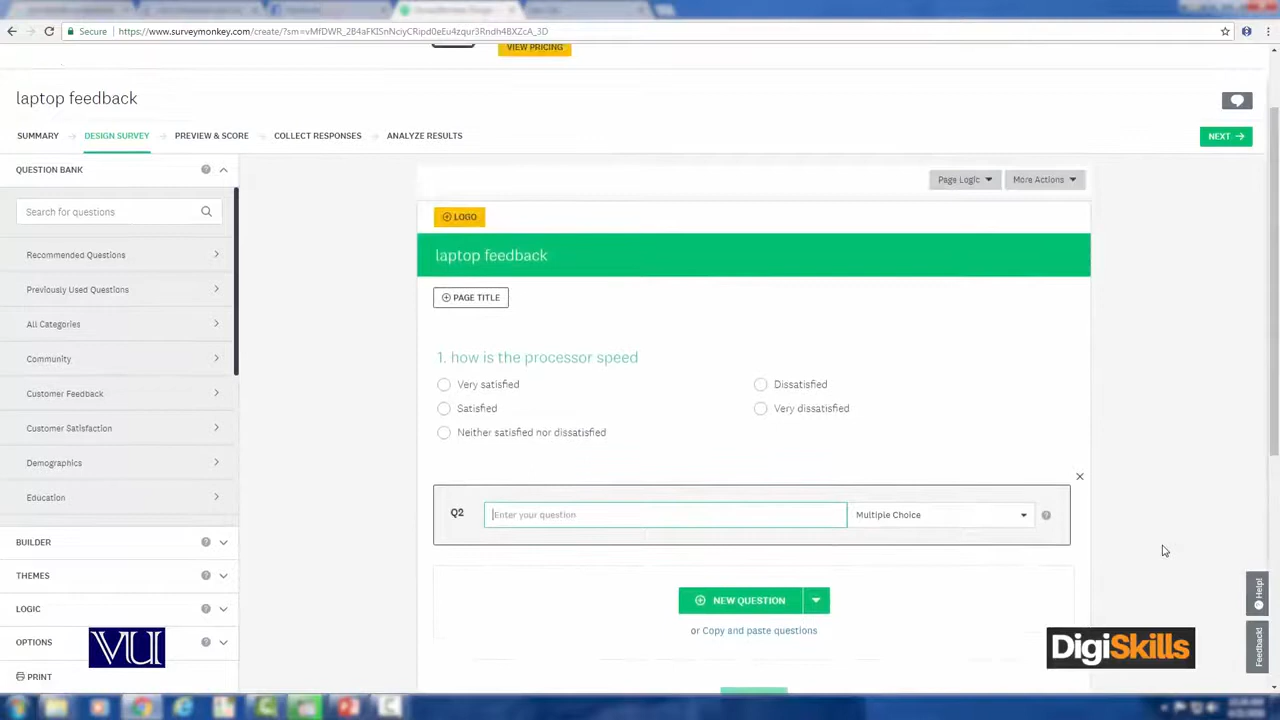 Secure
https://www.surveymonkey.com/create/?sm=vMfDWR_2B4aFKISnNciyCRipd0eEu4zqur3Rndh4BXZcA_3D
VIEW PRICING
laptop feedback
SUMMARY
DESIGN SURVEY
PREVIEW & SCORE
COLLECT RESPONSES
ANALYZE RESULTS
NEXT
QUESTION BANK
Search for questions
Recommended Questions
Previously Used Questions
All Categories
Community
Customer Feedback
Customer Satisfaction
Demographics
Education
BUILDER
THEMES
LOGIC
OPTIONS
PRINT
Page Logic
More Actions
LOGO
laptop feedback
PAGE TITLE
1. how is the processor speed
Very satisfied
Dissatisfied
Satisfied
Very dissatisfied
Neither satisfied nor dissatisfied
Q2
Enter your question
Multiple Choice
NEW QUESTION
or Copy and paste questions
Help!
Feedback!
VU
DigiSkills